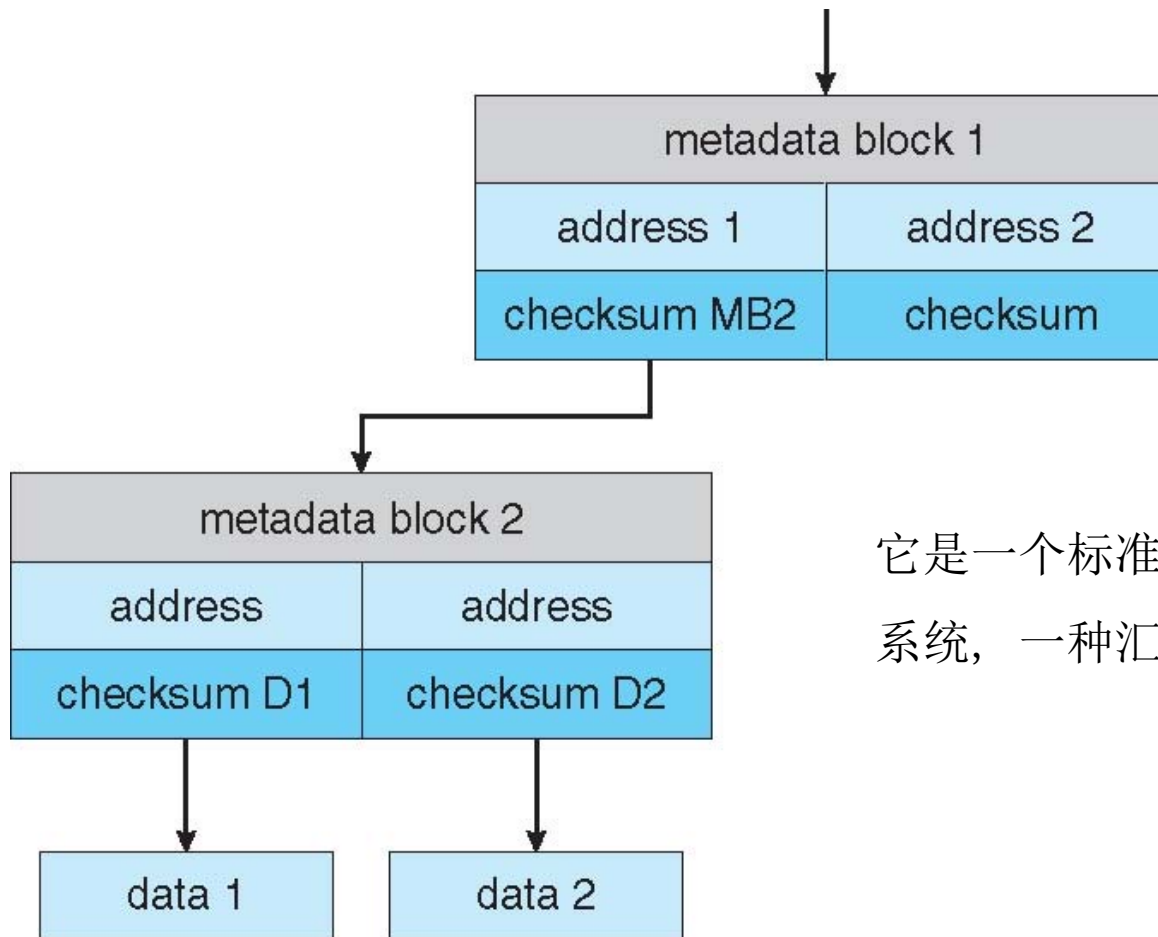 metadata block 1
address 1 address 2
checksum MB2 checksum
metadata block 2
address address
checksum D1 checksum D2
它是一个标准
系统, 一种汇
data 1 data 2